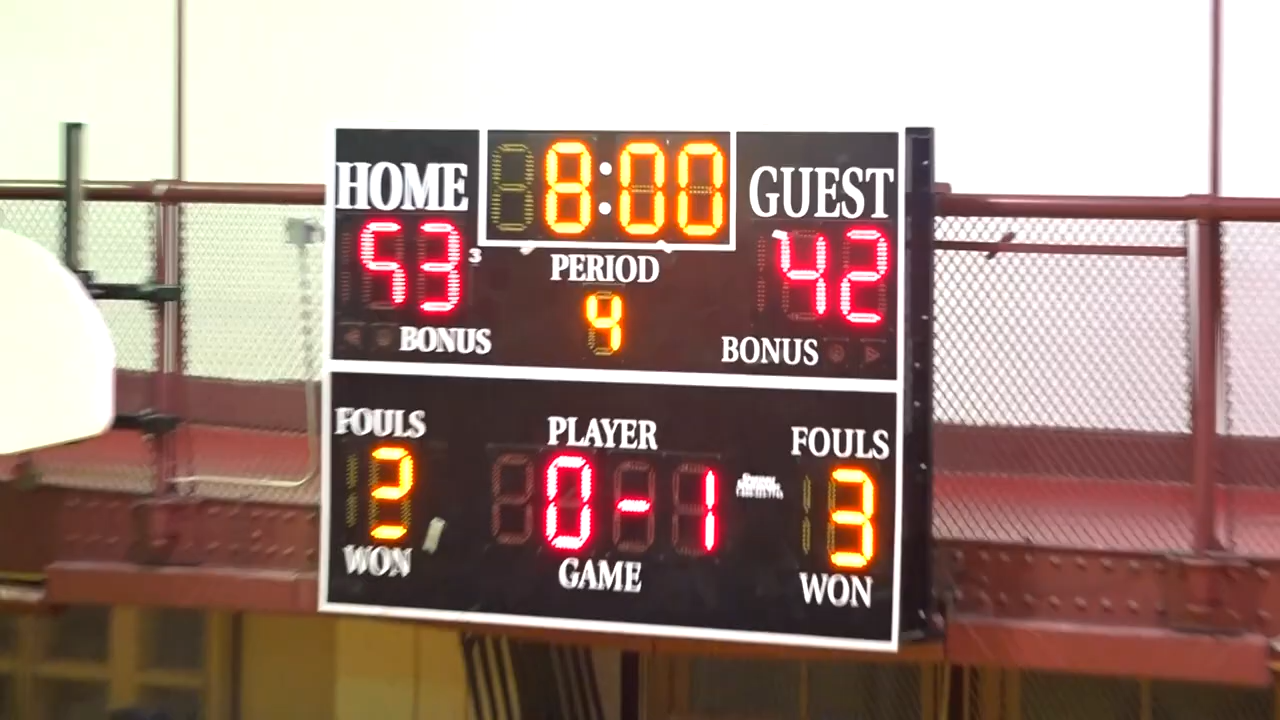 HOME 8:00 GUEST
53 3 PERIOD 42
4
BONUS BONUS
FOULS PLAYER FOULS
2 0-1 3
WON GAME WON